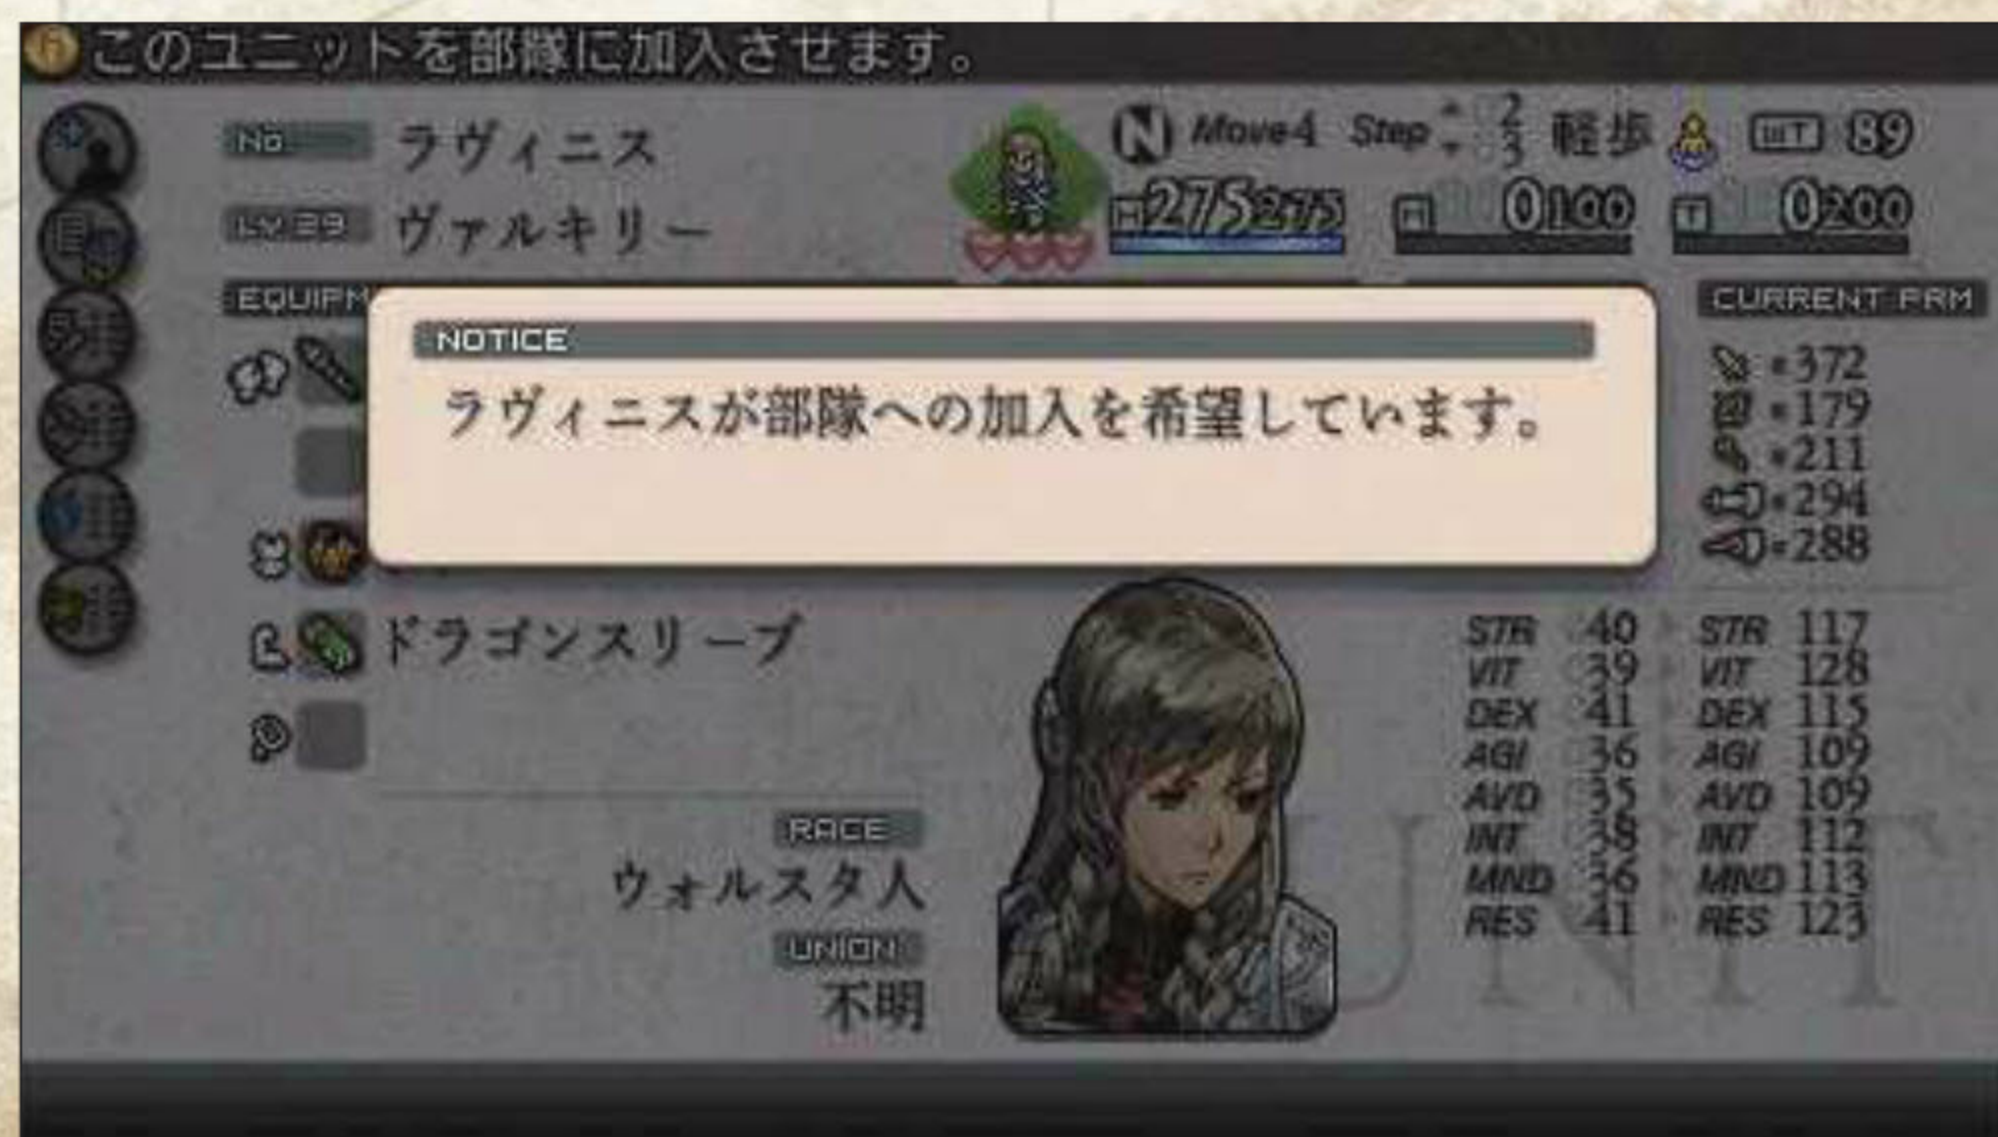 このユニットを部隊に加入させます。
No ラヴィニス
N Move4 Step 2 3 軽歩 WT 89
LV.39 ヴァルキリー
H 275 275 M 0 100 T 0 200
EQUIPM
CURRENT PRM
NOTICE
ラヴィニスが部隊への加入を希望しています。
372
179
211
294
288
ドラゴンスリーブ
STR 40 STR 117
VIT 39 VIT 128
DEX 41 DEX 115
AGI 36 AGI 109
AVD 35 AVD 109
INT 38 INT 112
MND 36 MND 113
RES 41 RES 123
RACE
ウォルスタ人
UNION
不明
UNIT